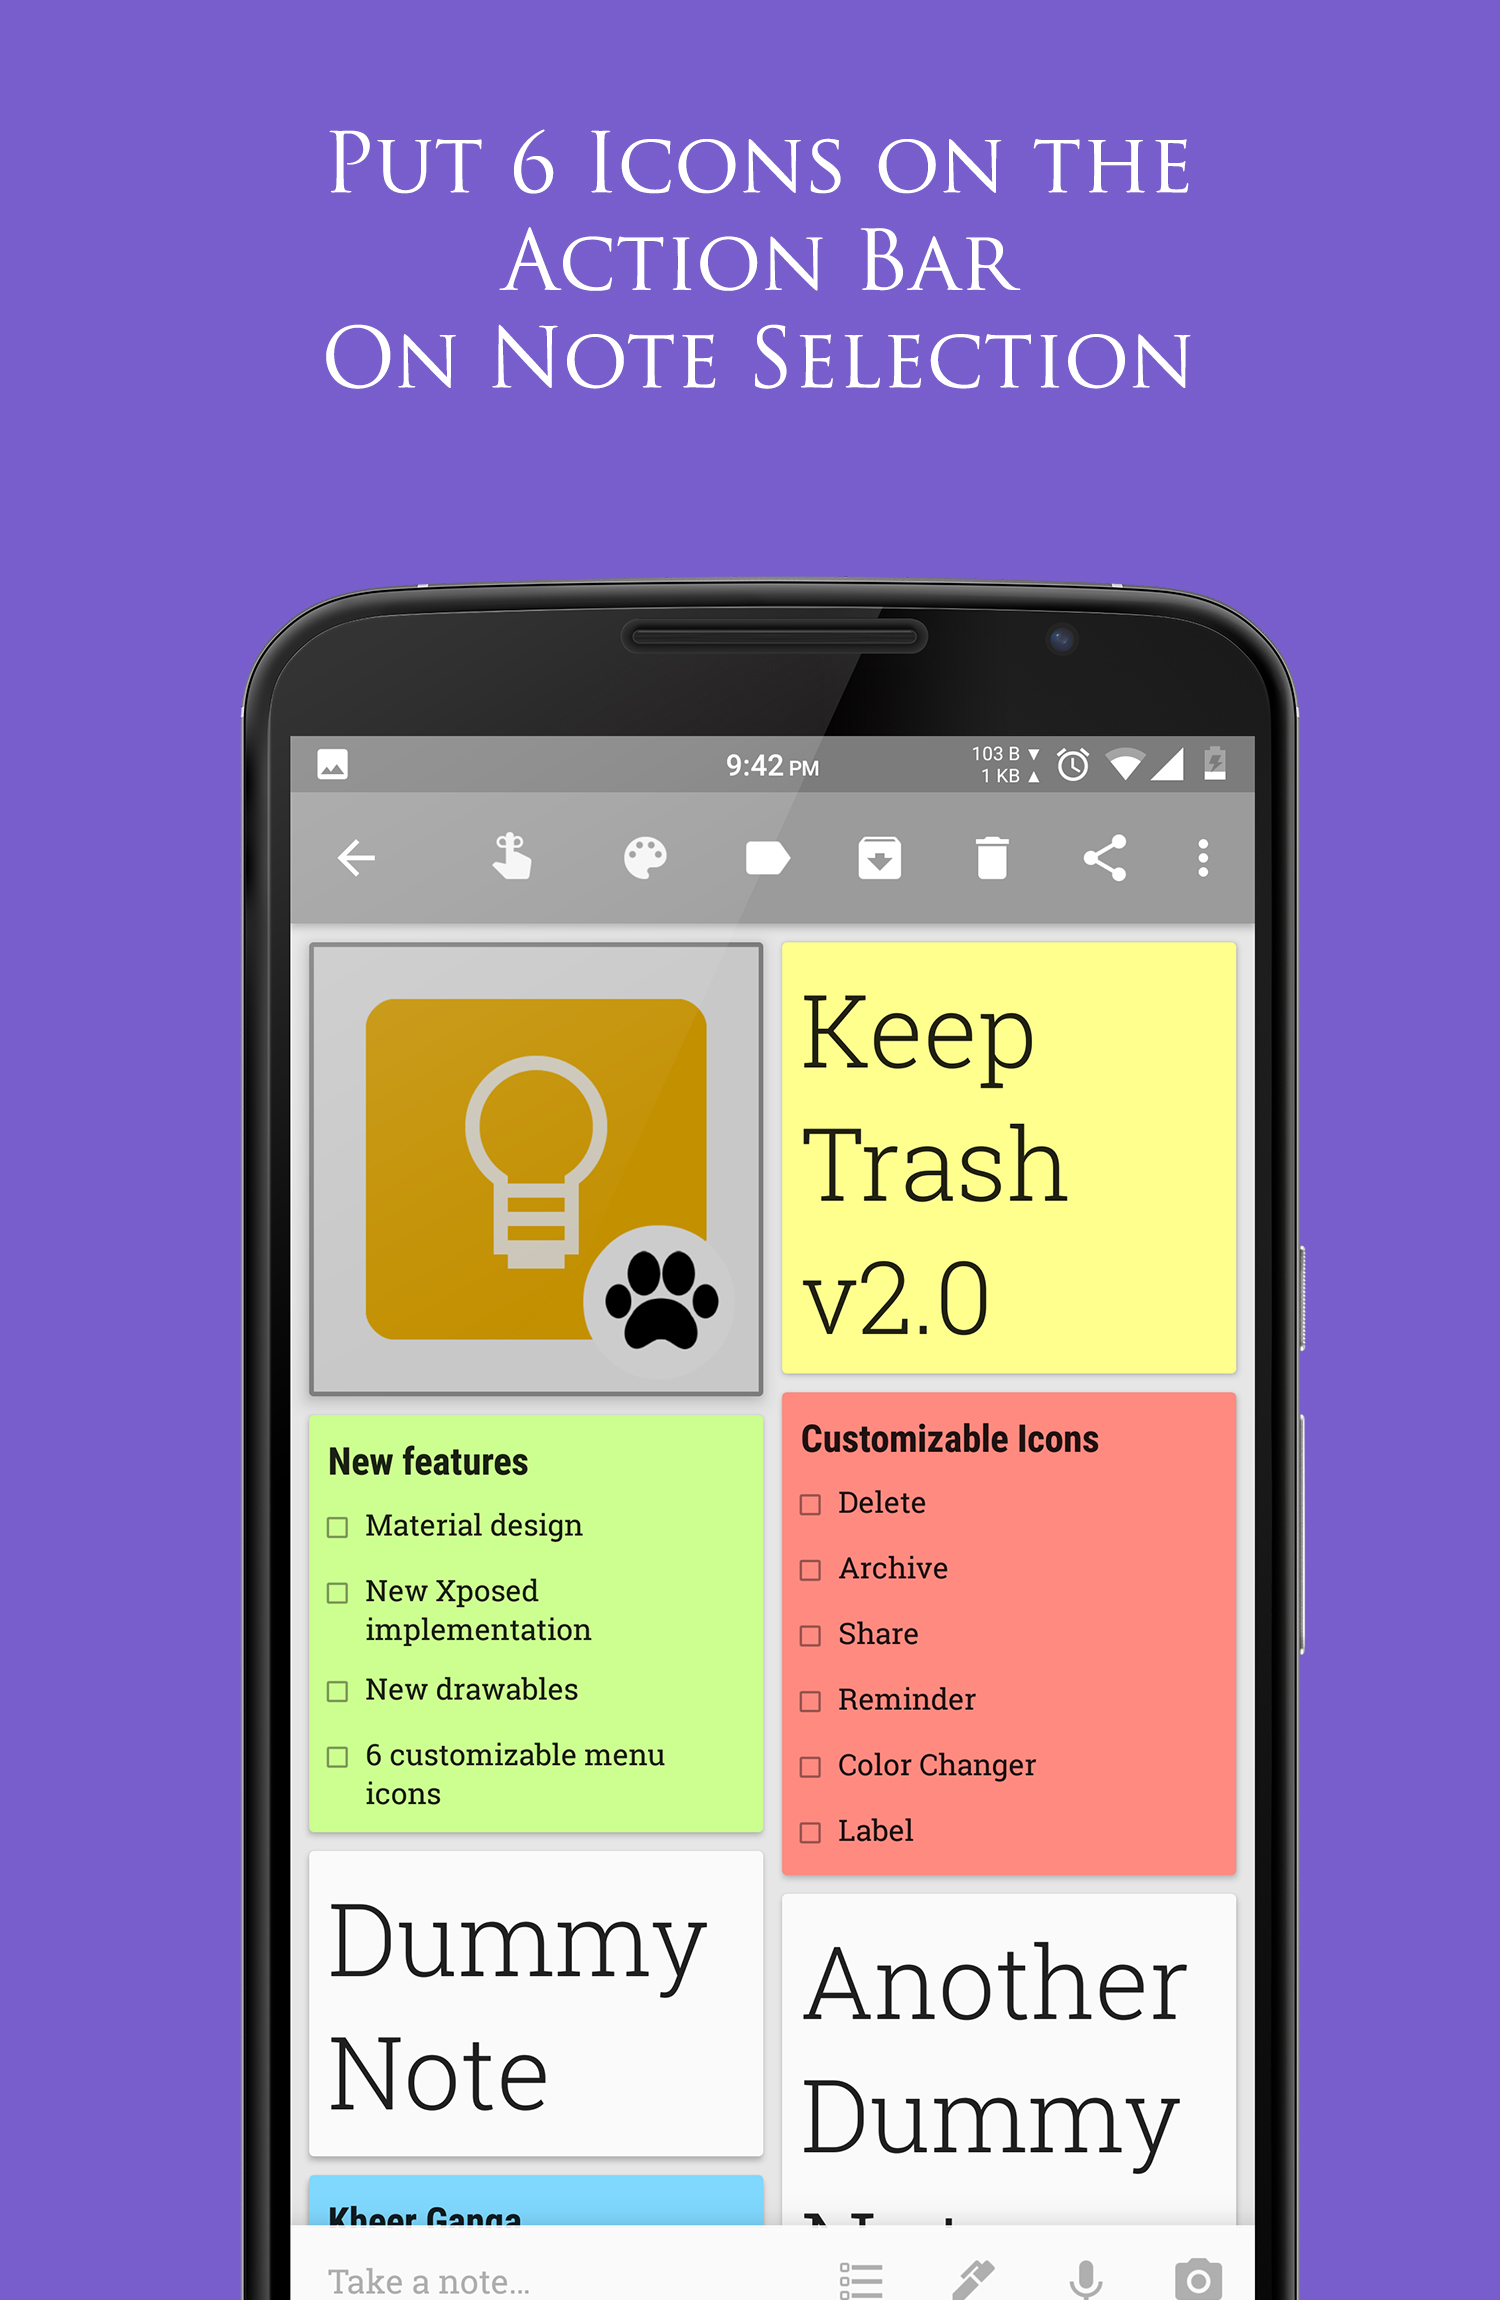 Put 6 Icons on the
Action Bar
On Note Selection
9:42 PM
103 B ▼
1 KB ▲
Keep
Trash
v2.0
New features
Material design
New Xposed
implementation
New drawables
6 customizable menu
icons
Customizable Icons
Delete
Archive
Share
Reminder
Color Changer
Label
Dummy
Note
Another
Dummy
Kheer Ganga
Take a note...